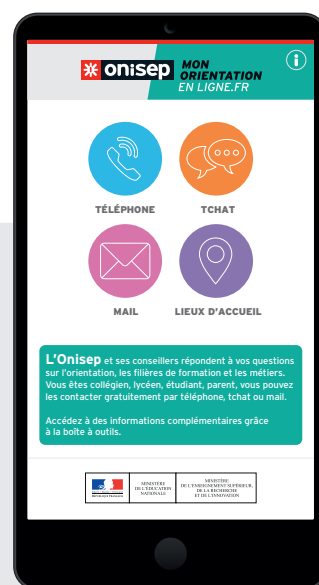 onisep MON
ORIENTATION
EN LIGNE.FR
TÉLÉPHONE TCHAT
MAIL LIEUX D'ACCUEIL
L'Onisep et ses conseillers répondent à vos questions
sur l'orientation, les filières de formation et les métiers.
Vous êtes collégien, lycéen, étudiant, parent, vous pouvez
les contacter gratuitement par téléphone, tchat ou mail.
Accédez à des informations complémentaires grâce
à la boîte à outils.
RÉPUBLIQUE FRANÇAISE
MINISTÈRE
DE L'ÉDUCATION
NATIONALE
MINISTÈRE
DE L'ENSEIGNEMENT SUPÉRIEUR,
DE LA RECHERCHE
ET DE L'INNOVATION